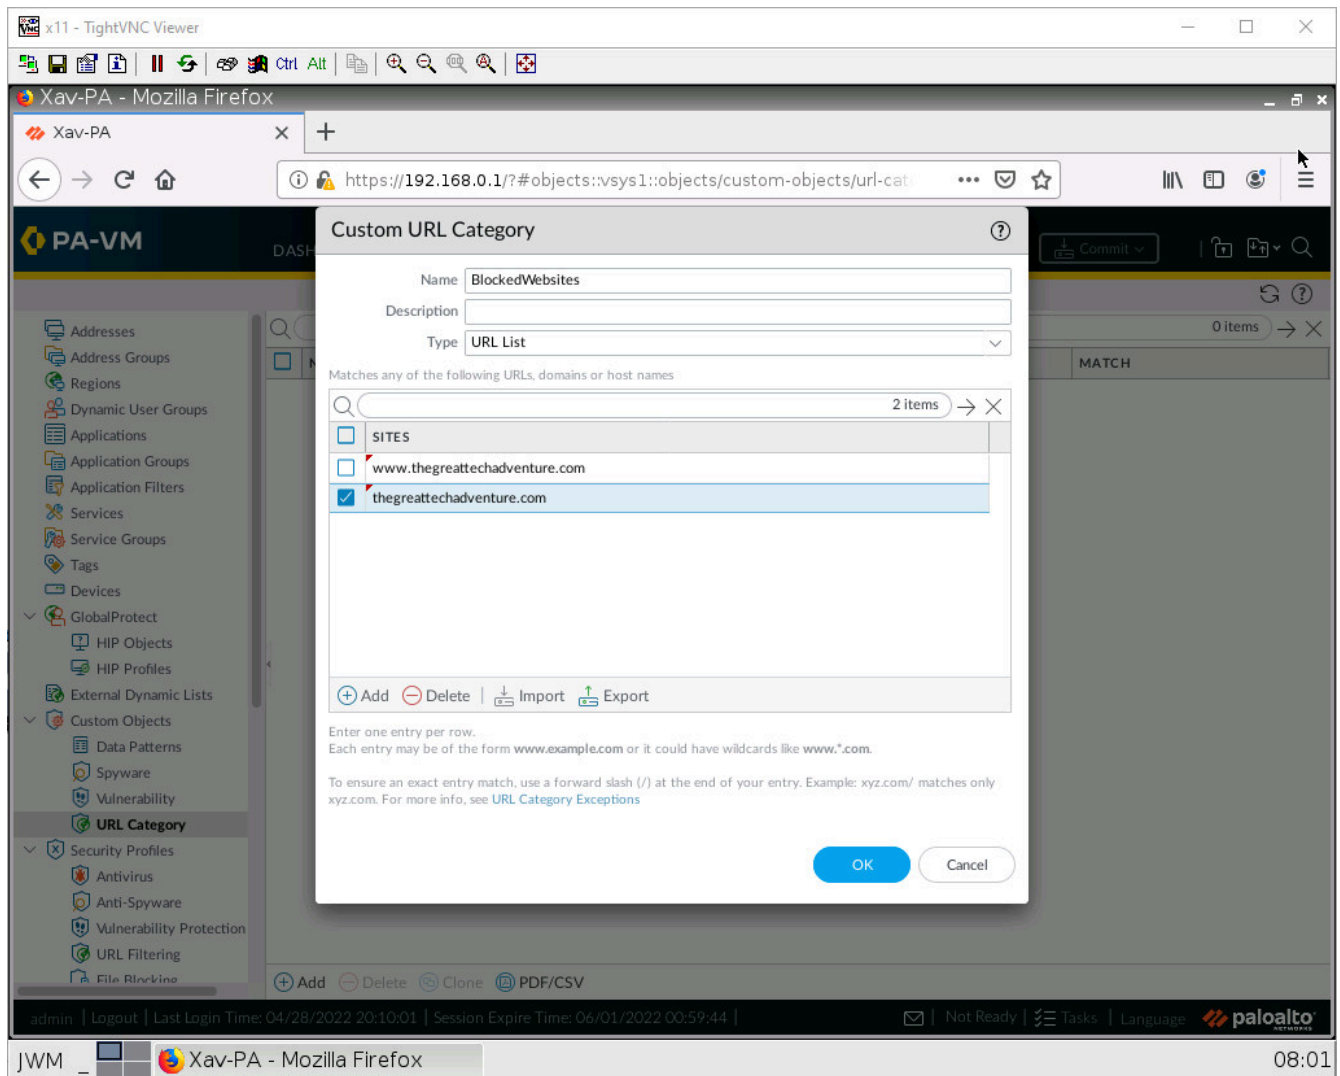 x11 - TightVNC Viewer
Ctrl Alt
Xav-PA - Mozilla Firefox
Xav-PA
https://192.168.0.1/?#objects::vsys1::objects/custom-objects/url-cat
PA-VM
DASH
Commit
Custom URL Category
Name BlockedWebsites
Description
Type URL List
Matches any of the following URLs, domains or host names
2 items
SITES
www.thegreattechadventure.com
thegreattechadventure.com
Add Delete Import Export
Enter one entry per row.
Each entry may be of the form www.example.com or it could have wildcards like www.*.com.
To ensure an exact entry match, use a forward slash (/) at the end of your entry. Example: xyz.com/ matches only
xyz.com. For more info, see URL Category Exceptions
OK Cancel
0 items
MATCH
Addresses
Address Groups
Regions
Dynamic User Groups
Applications
Application Groups
Application Filters
Services
Service Groups
Tags
Devices
GlobalProtect
HIP Objects
HIP Profiles
External Dynamic Lists
Custom Objects
Data Patterns
Spyware
Vulnerability
URL Category
Security Profiles
Antivirus
Anti-Spyware
Vulnerability Protection
URL Filtering
File Blocking
Add Delete Clone PDF/CSV
admin | Logout | Last Login Time: 04/28/2022 20:10:01 | Session Expire Time: 06/01/2022 00:59:44 |
Not Ready | Tasks | Language paloalto NETWORKS
JWM _ Xav-PA - Mozilla Firefox 08:01